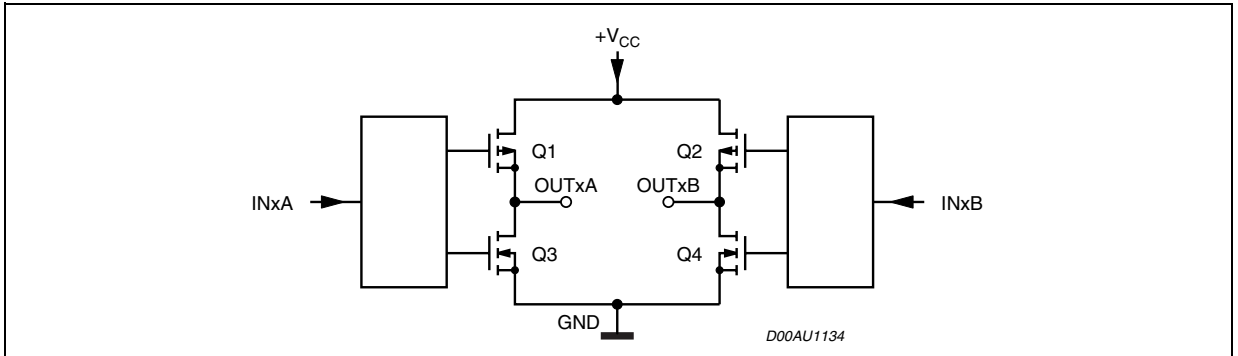 +VCC
Q1
Q2
OUTxA
OUTxB
INxA
INxB
Q3
Q4
GND
D00AU1134